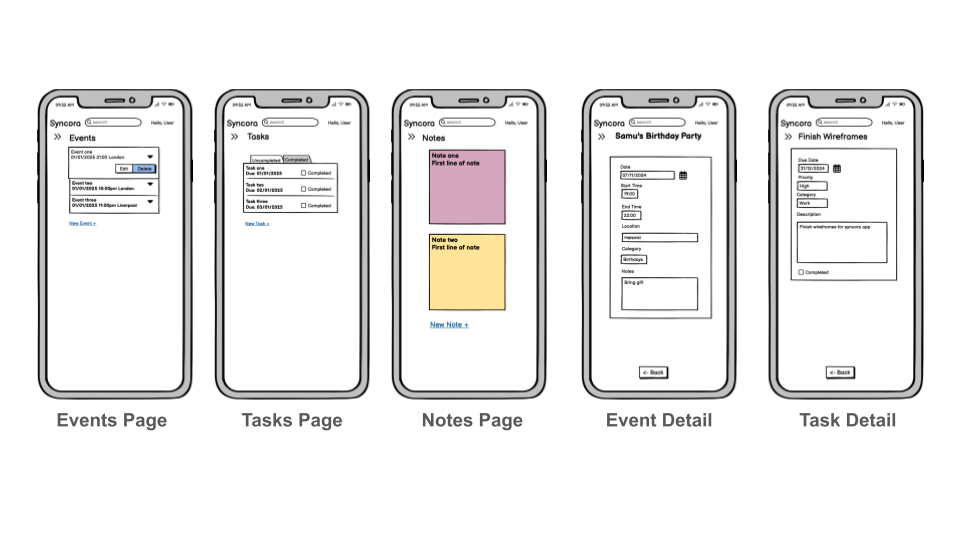 09:52 AM
Syncora
search
Hello, User
Events
Event one
01/01/2025 21:00 London
Edit
Delete
Event two
01/01/2025 10:00pm London
Event three
01/01/2025 11:00pm Liverpool
New Event +
Events Page
09:52 AM
Syncora
search
Hello, User
Tasks
Uncompleted
Completed
Task one
Due: 01/01/2025
Completed
Task two
Due: 02/01/2025
Completed
Task three
Due: 03/01/2025
Completed
New Task +
Tasks Page
09:52 AM
Syncora
search
Hello, User
Notes
Note one
First line of note
Note two
First line of note
New Note +
Notes Page
09:52 AM
Syncora
search
Hello, User
Samu's Birthday Party
Date
07/11/2024
Start Time
19:00
End Time
22:00
Location
Helsinki
Category
Birthdays
Notes
Bring gift
<- Back
Event Detail
09:52 AM
Syncora
search
Hello, User
Finish Wireframes
Due Date
Priority
High
Category
Work
Description
Finish wireframes for syncora app
Completed
<- Back
Task Detail